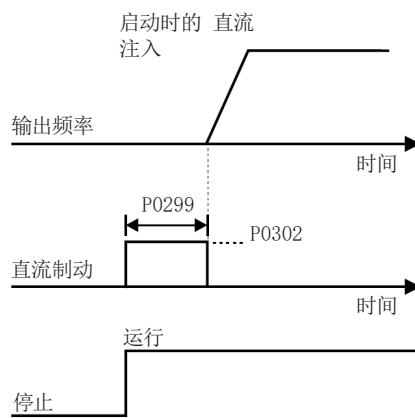 启动时的 直流
注入
输出频率
时间
P0299
P0302
直流制动
时间
运行
停止